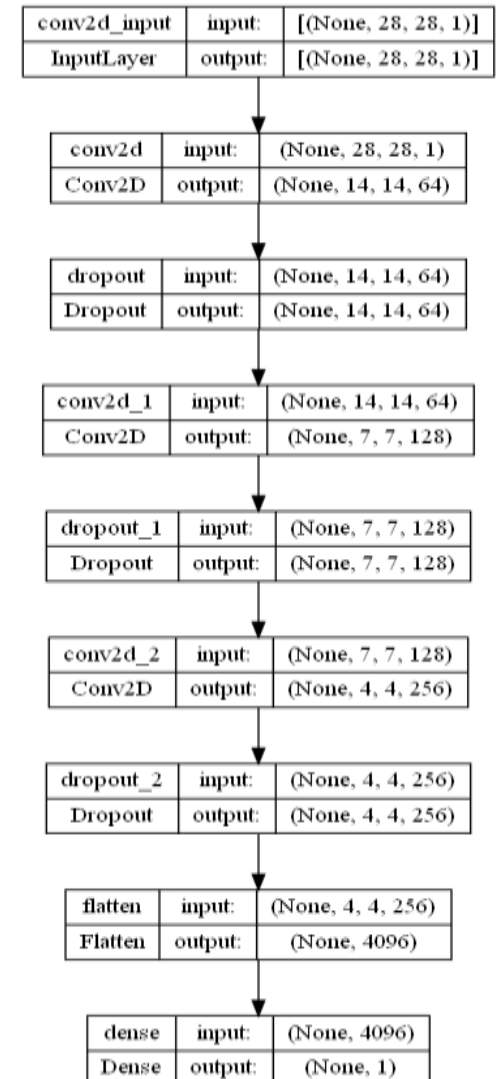 conv2d_input input: [(None, 28, 28, 1)]
InputLayer output: [(None, 28, 28, 1)]
conv2d input: (None, 28, 28, 1)
Conv2D output: (None, 14, 14, 64)
dropout input: (None, 14, 14, 64)
Dropout output: (None, 14, 14, 64)
conv2d_1 input: (None, 14, 14, 64)
Conv2D output: (None, 7, 7, 128)
dropout_1 input: (None, 7, 7, 128)
Dropout output: (None, 7, 7, 128)
conv2d_2 input: (None, 7, 7, 128)
Conv2D output: (None, 4, 4, 256)
dropout_2 input: (None, 4, 4, 256)
Dropout output: (None, 4, 4, 256)
flatten input: (None, 4, 4, 256)
Flatten output: (None, 4096)
dense input: (None, 4096)
Dense output: (None, 1)